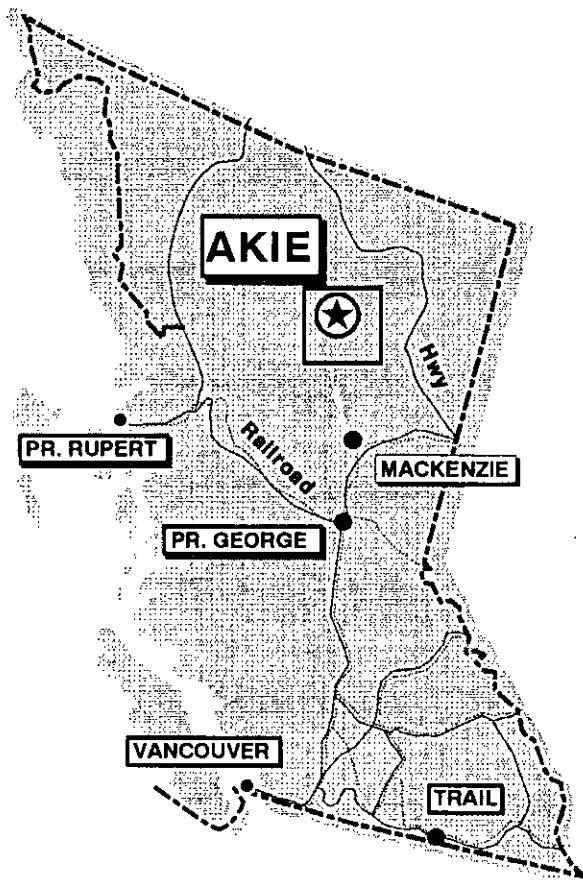 AKIE
Hwy
PR. RUPERT
Railroad
MACKENZIE
PR. GEORGE
VANCOUVER
TRAIL